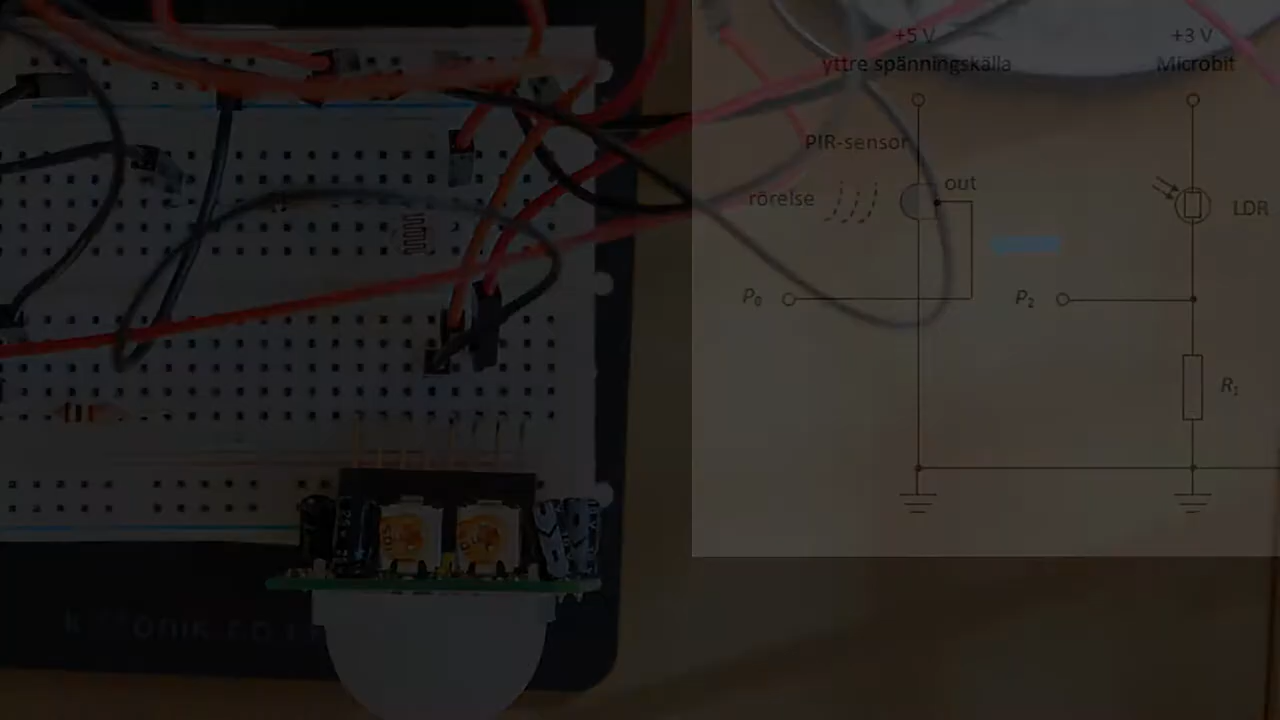 +5 V
yttre spänningskälla
+3 V
Microbit
PIR-sensor
out
rörelse
LDR
P0
P2
R1